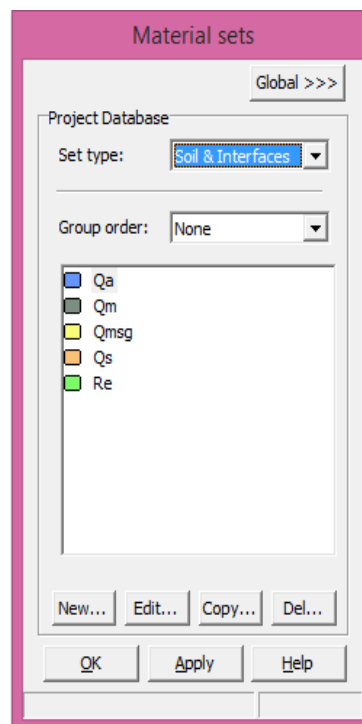 Material sets
Global >>>
Project Database
Set type: Soil & Interfaces
Group order: None
Qa
Qm
Qmsg
Qs
Re
New... Edit... Copy... Del...
OK Apply Help